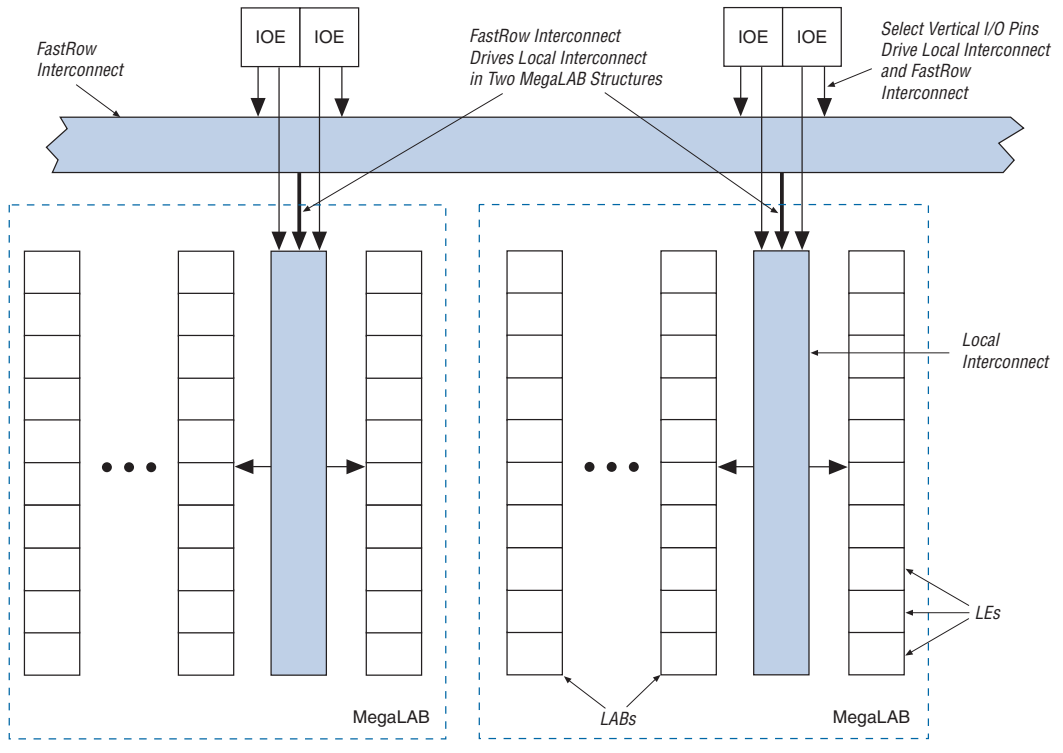 IOE IOE
IOE IOE
FastRow
Interconnect
FastRow Interconnect
Drives Local Interconnect
in Two MegaLAB Structures
Select Vertical I/O Pins
Drive Local Interconnect
and FastRow
Interconnect
Local
Interconnect
LEs
LABs
MegaLAB
MegaLAB